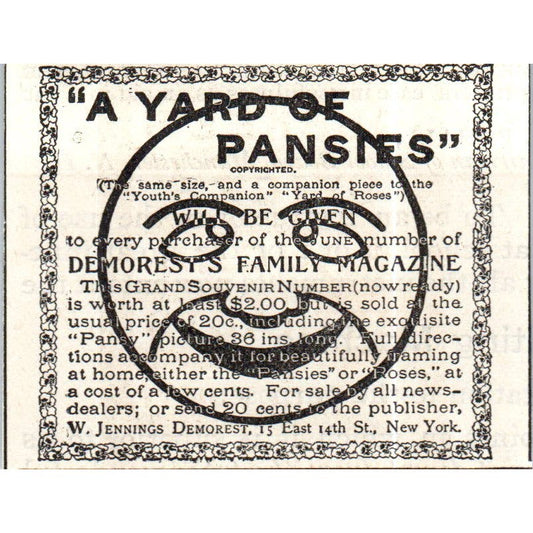 "A YARD OF
PANSIES"
COPYRIGHTED.
(The same size, and a companion piece to the
"Youth's Companion" "Yard of Roses")
WILL BE GIVEN
to every purchaser of the JUNE number of
DEMOREST'S FAMILY MAGAZINE
This GRAND SOUVENIR NUMBER (now ready)
is worth at least $2.00, but is sold at the
usual price of 20c., including the exquisite
"Pansy" picture 36 ins. long. Full direc-
tions accompany it for beautifully framing
at home, either the "Pansies" or "Roses," at
a cost of a few cents. For sale by all news-
dealers; or send 20 cents to the publisher,
W. JENNINGS DEMOREST, 15 East 14th St., New York.